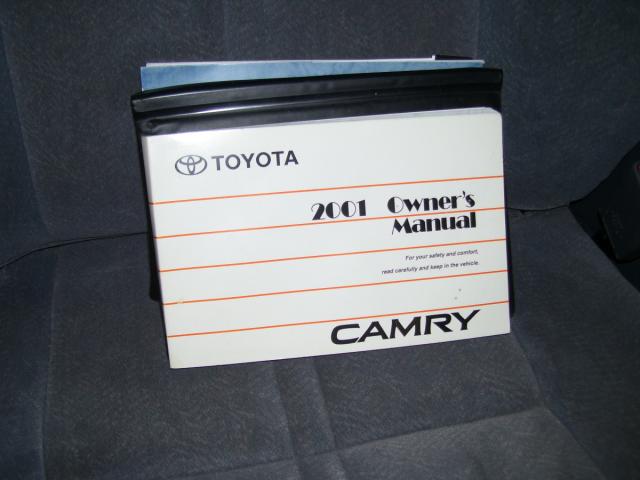 TOYOTA
2001 Owner's
Manual
For your safety and comfort,
read carefully and keep in the vehicle.
CAMRY